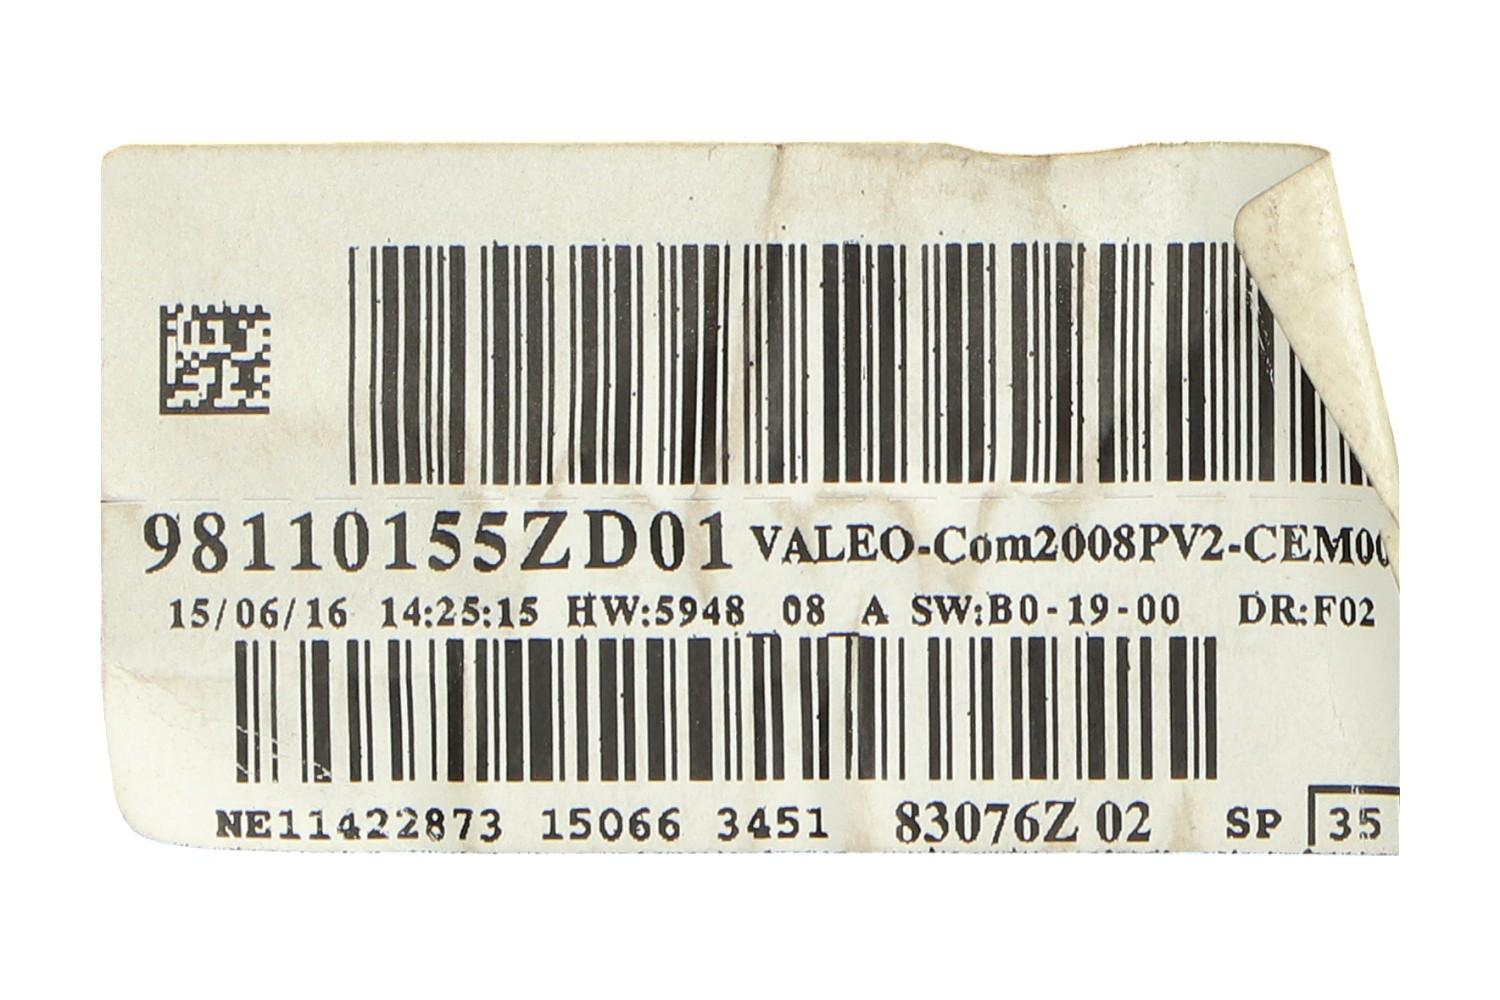 98110155ZD01 VALEO-Com2008PV2-CEM00
15/06/16 14:25:15 HW:5948 08 A SW:B0-19-00 DR:F02
NE11422873 15066 3451 83076Z 02 SP 35